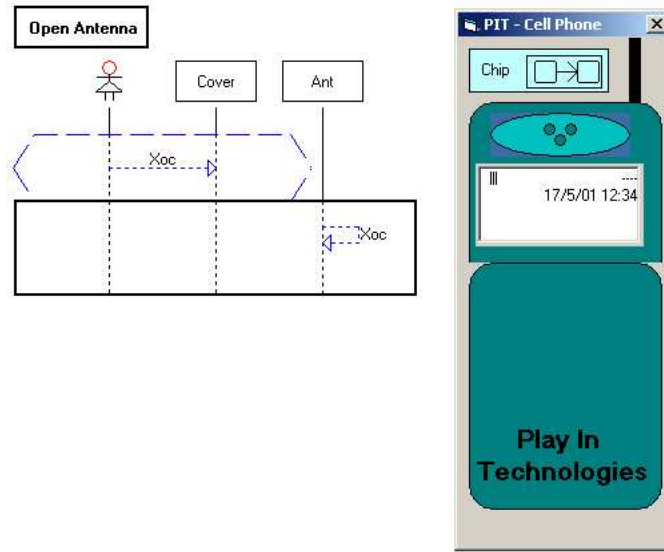 Open Antenna
Cover
Ant
Xoc
Xoc
PIT - Cell Phone
Chip
17/5/01 12:34
Play In
Technologies